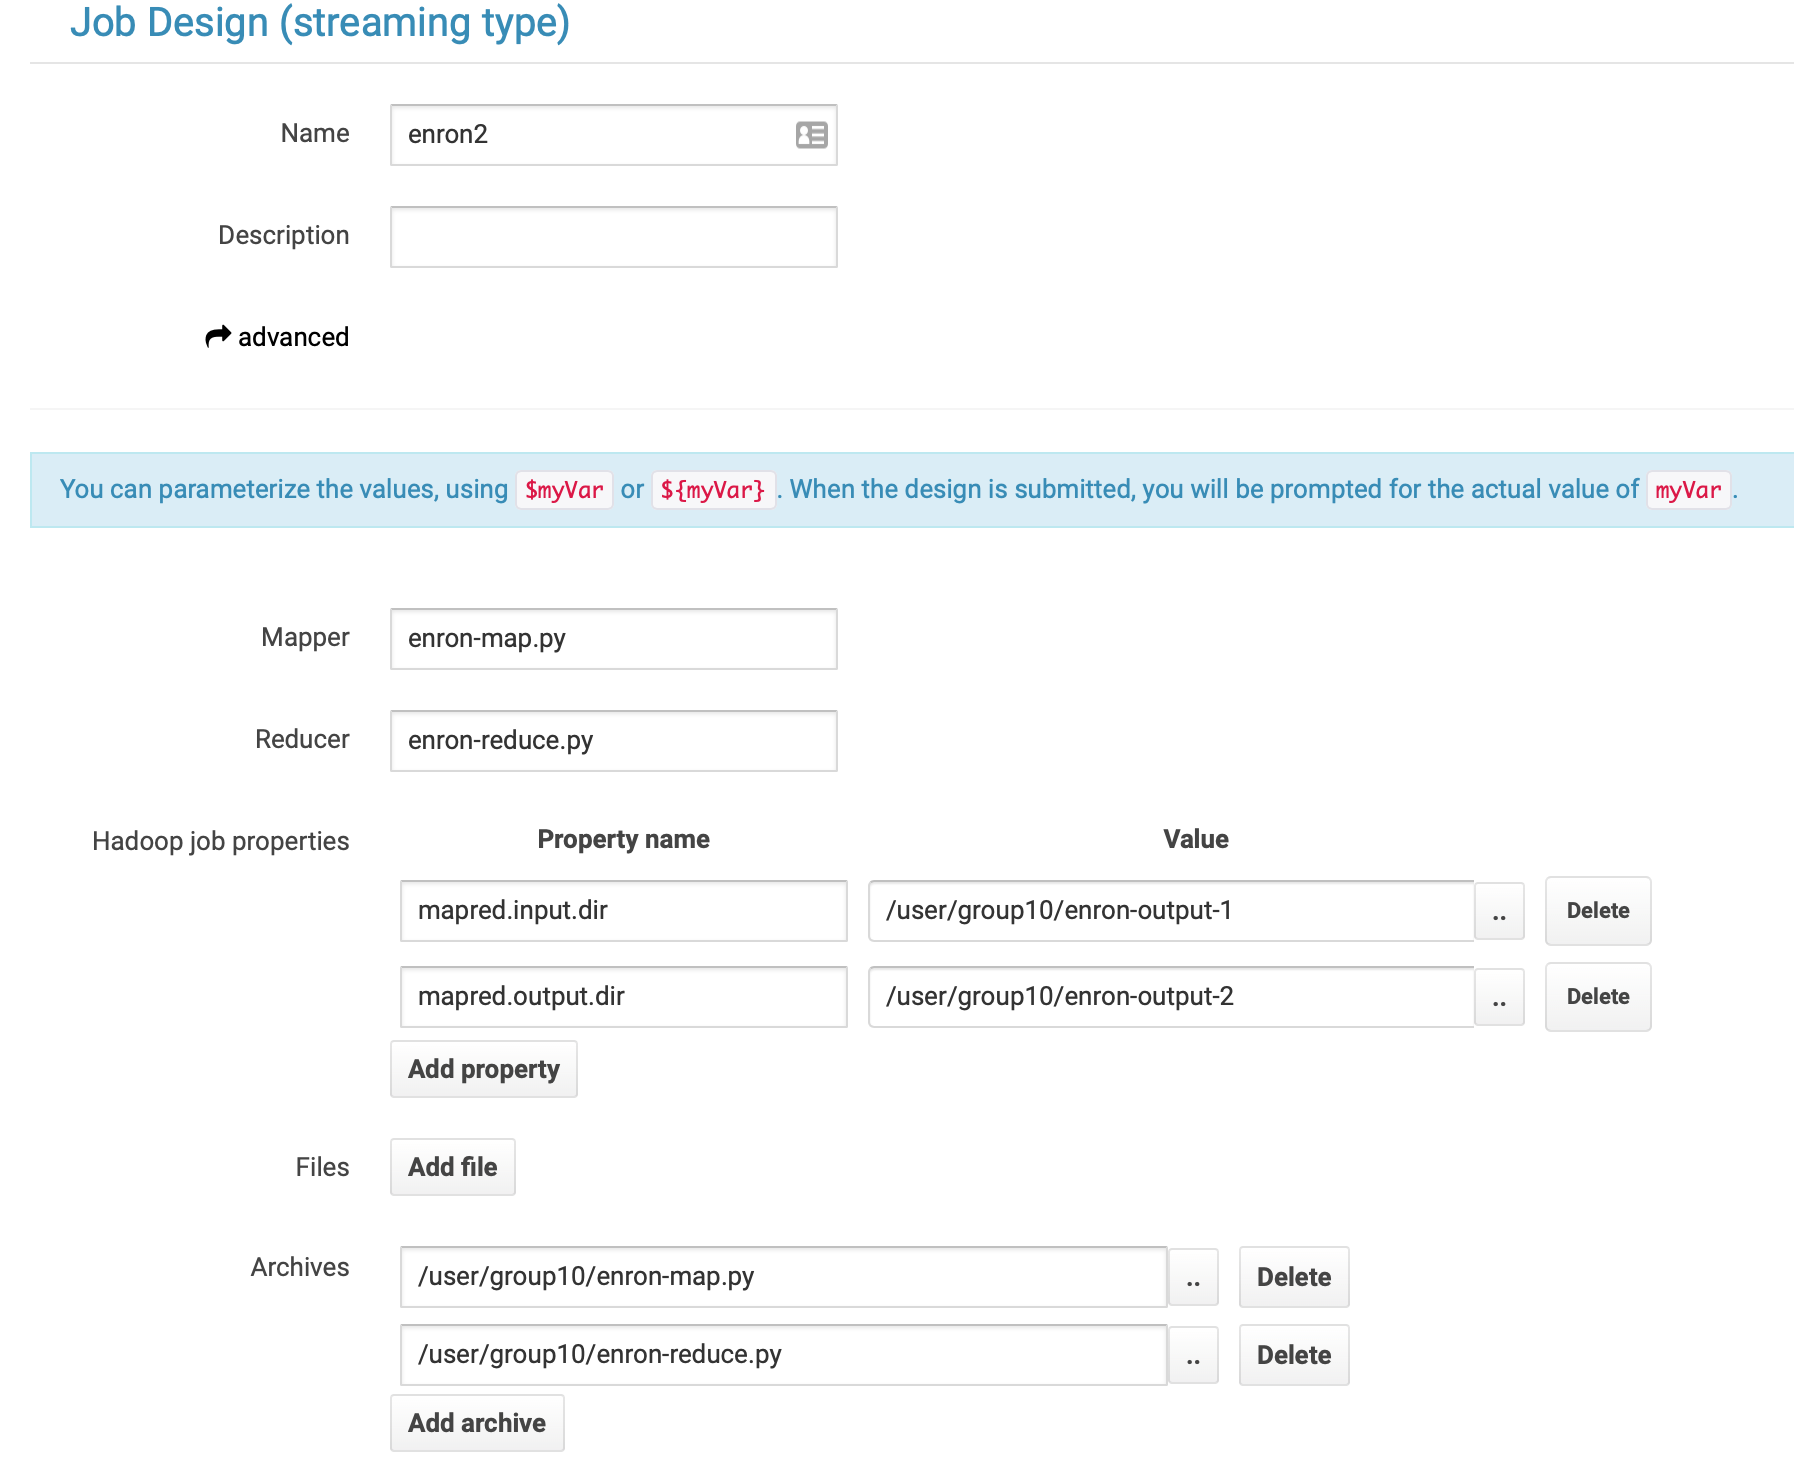 Job Design (streaming type)
Name enron2
Description
advanced
You can parameterize the values, using $myVar or ${myVar} . When the design is submitted, you will be prompted for the actual value of myVar .
Mapper enron-map.py
Reducer enron-reduce.py
Hadoop job properties Property name Value
mapred.input.dir /user/group10/enron-output-1 .. Delete
mapred.output.dir /user/group10/enron-output-2 .. Delete
Add property
Files Add file
Archives /user/group10/enron-map.py .. Delete
/user/group10/enron-reduce.py .. Delete
Add archive